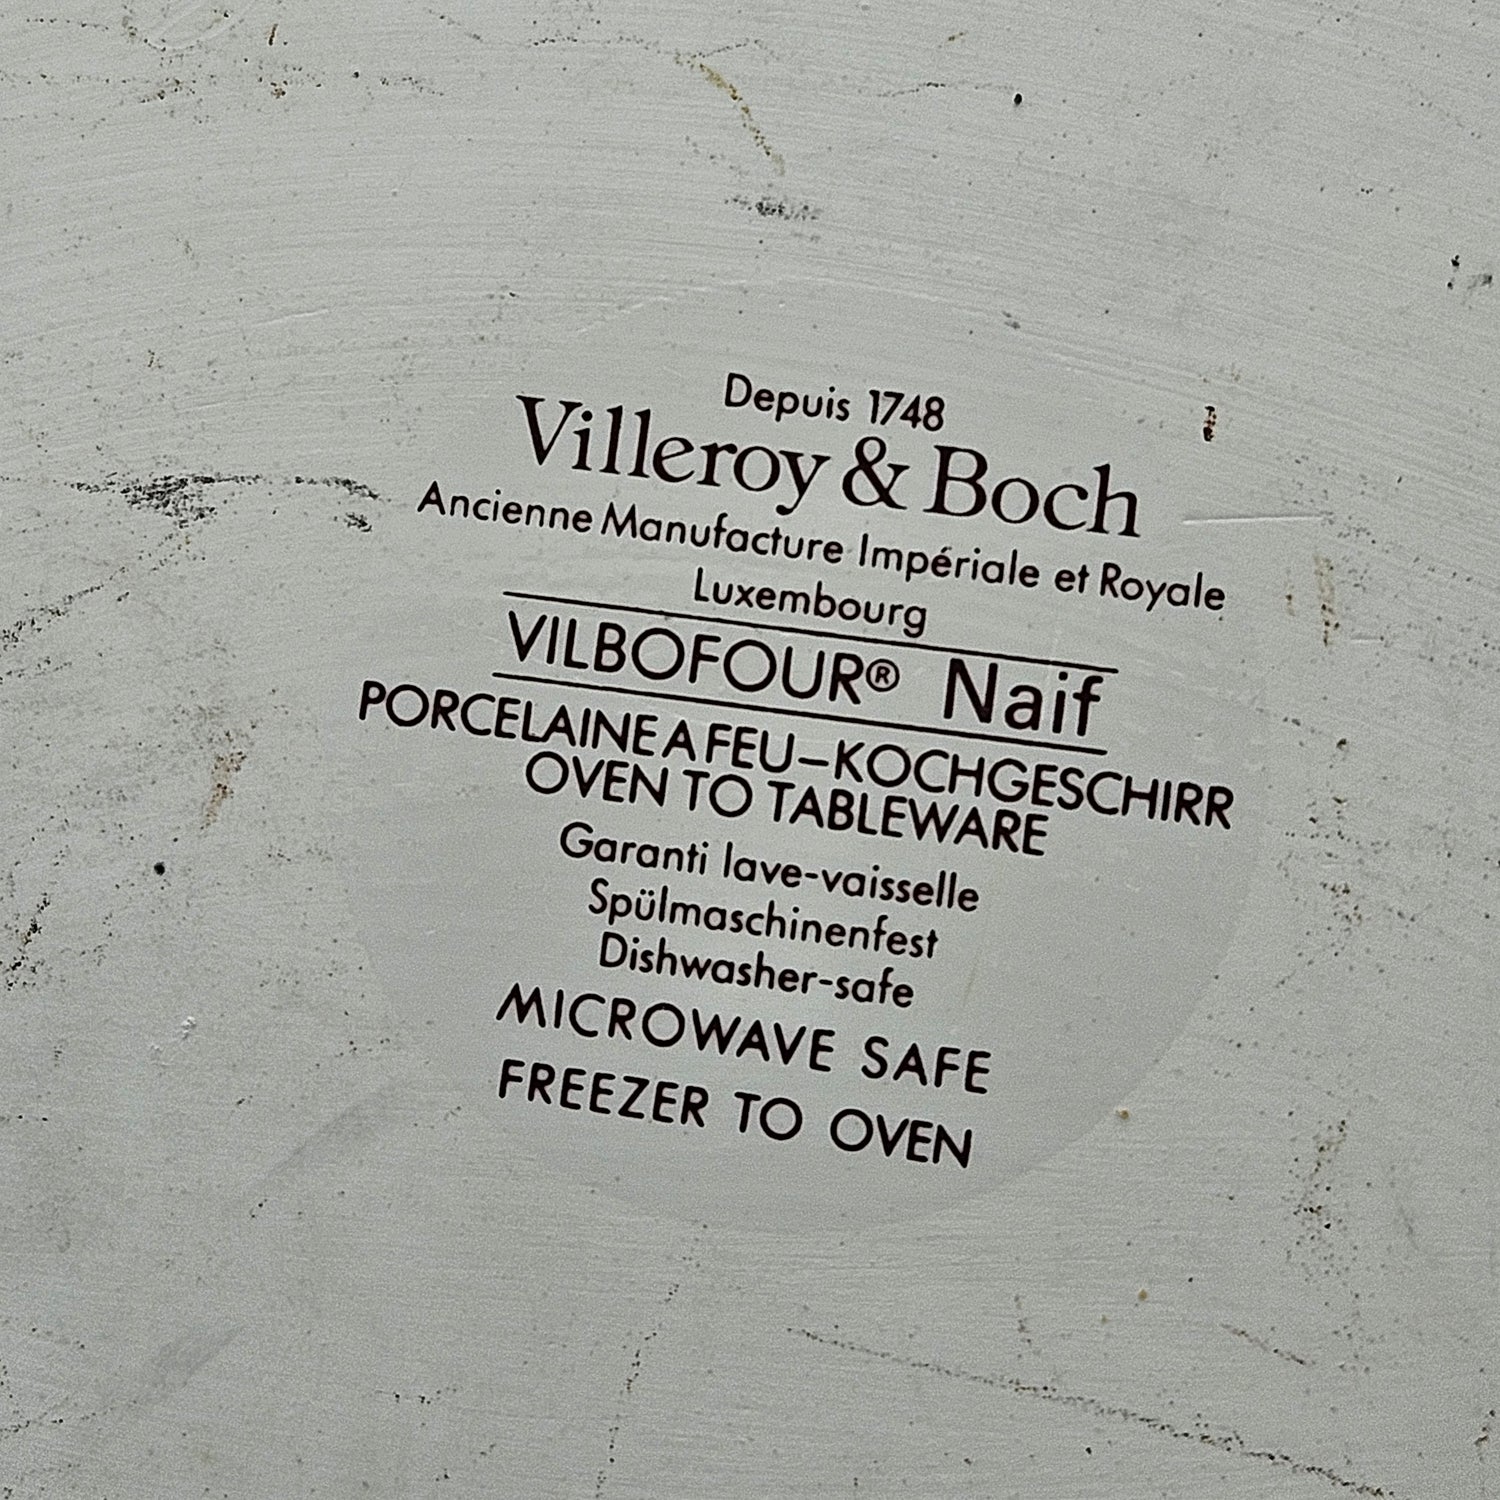 Depuis 1748
Villeroy & Boch
Ancienne Manufacture Impériale et Royale
Luxembourg
VILBOFOUR® Naif
PORCELAINE A FEU–KOCHGESCHIRR
OVEN TO TABLEWARE
Garanti lave-vaisselle
Spülmaschinenfest
Dishwasher-safe
MICROWAVE SAFE
FREEZER TO OVEN